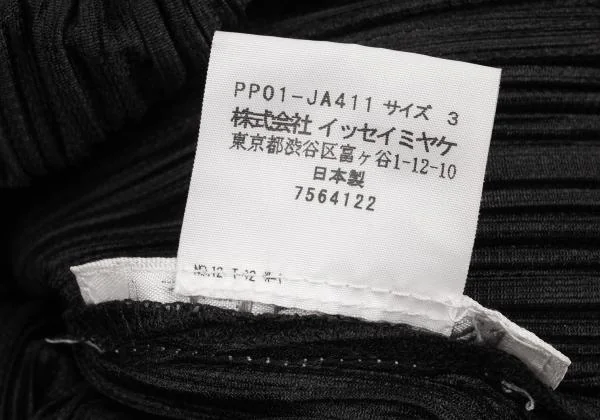 PP01-JA411 サイズ 3
株式会社 イッセイミヤケ
東京都渋谷区富ヶ谷1-12-10
日本製
7564122